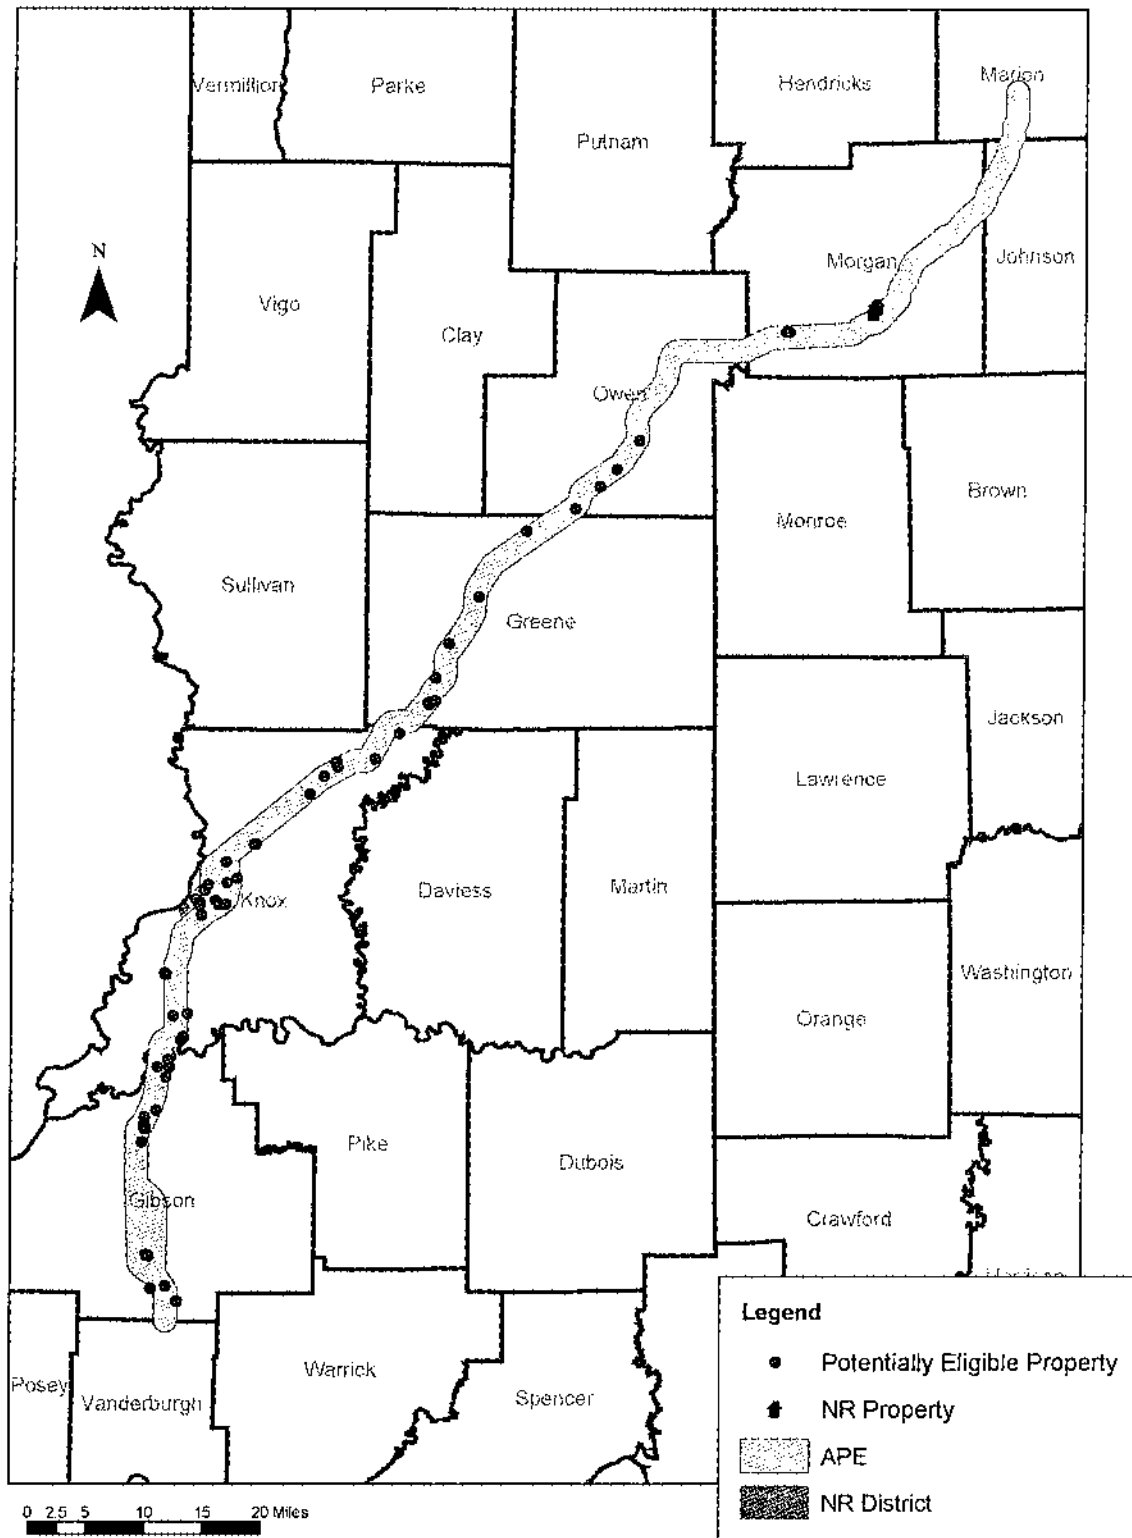 Vermillion
Parke
Hendricks
Marion
Putnam
N
Morgan
Johnson
Vigo
Clay
Owen
Brown
Monroe
Sullivan
Greene
Jackson
Lawrence
Knox
Daviess
Martin
Washington
Orange
Pike
Dubois
Gibson
Crawford
Legend
Potentially Eligible Property
NR Property
APE
NR District
Posey
Vanderburgh
Warrick
Spencer
0 2.5 5 10 15 20 Miles